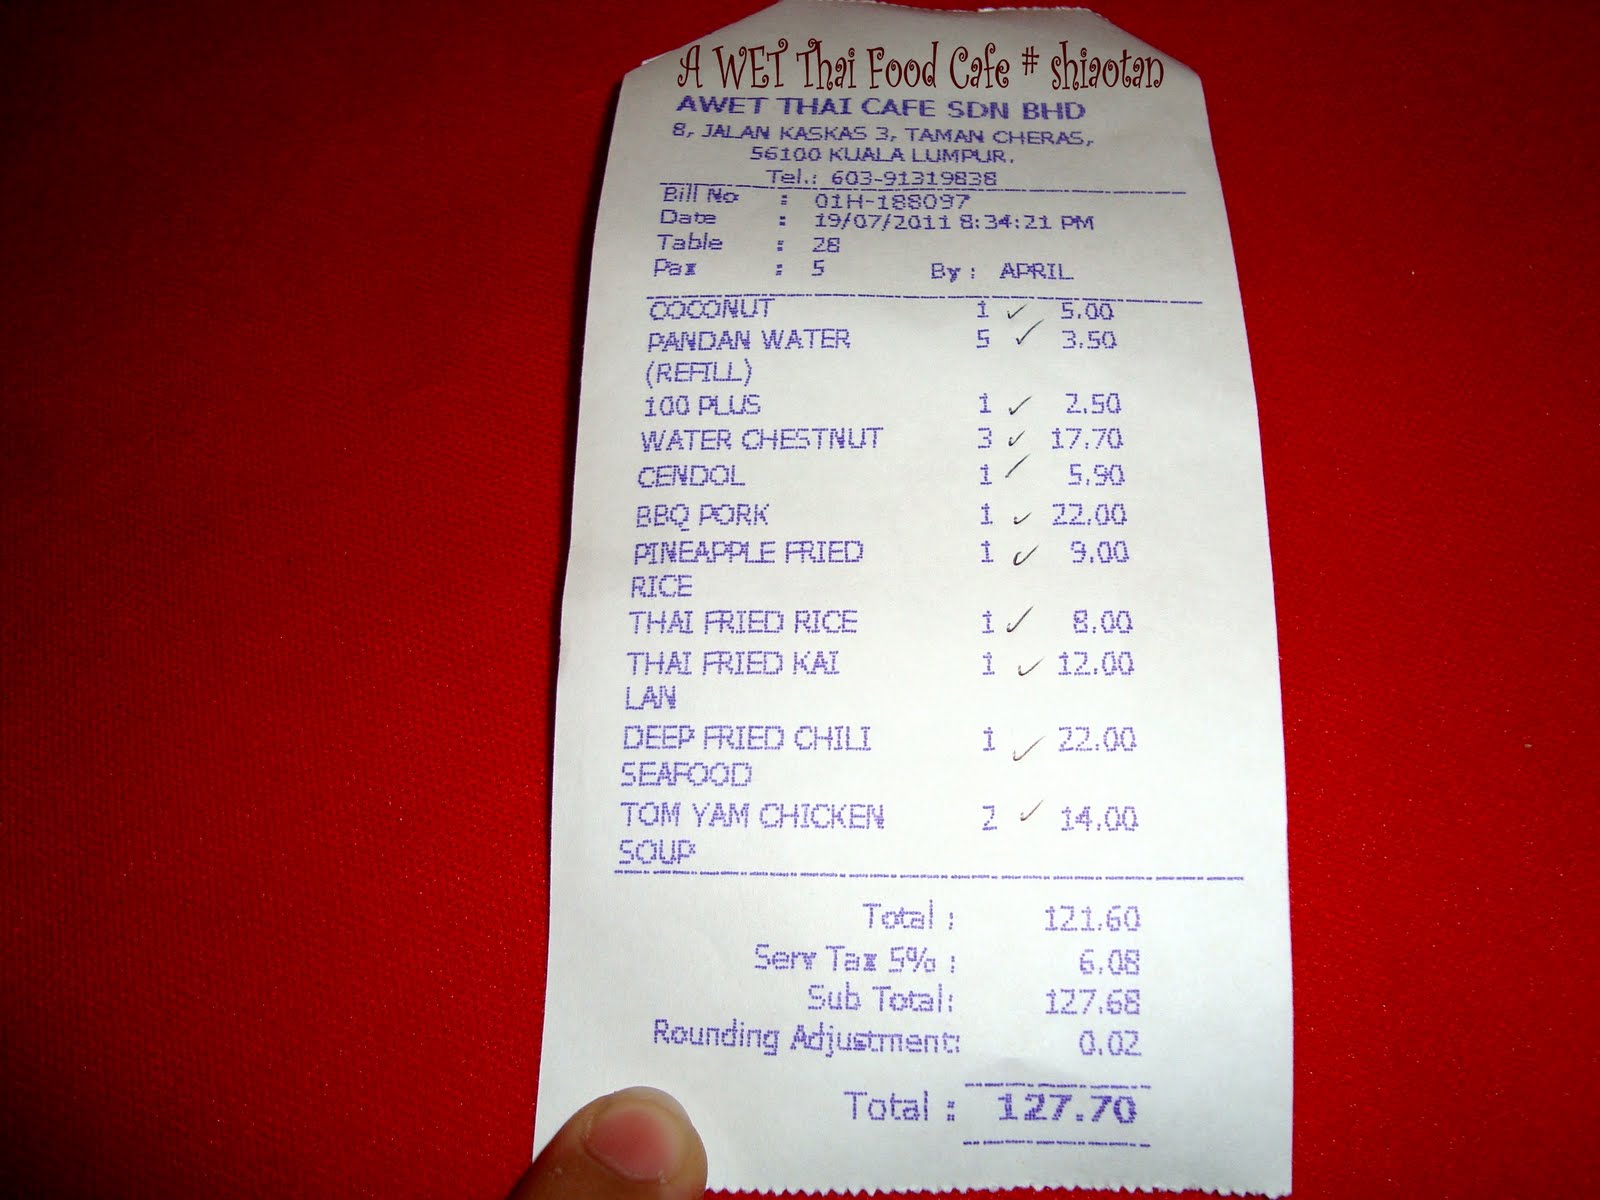 A WET Thai Food Cafe # shiaotan
AWET THAI CAFE SDN BHD
8, JALAN KASKAS 3, TAMAN CHERAS,
56100 KUALA LUMPUR.
Tel.: 603-91319838
Bill No : 01H-188097
Date : 19/07/2011 8:34:21 PM
Table : 28
Pax : 5 By : APRIL
COCONUT 1 5.00
PANDAN WATER 5 3.50
(REFILL)
100 PLUS 1 2.50
WATER CHESTNUT 3 17.70
CENDOL 1 5.90
BBQ PORK 1 22.00
PINEAPPLE FRIED 1 9.00
RICE
THAI FRIED RICE 1 8.00
THAI FRIED KAI 1 12.00
LAN
DEEP FRIED CHILI 1 22.00
SEAFOOD
TOM YAM CHICKEN 2 14.00
SOUP
Total : 121.60
Serv Tax 5% : 6.08
Sub Total: 127.68
Rounding Adjustment: 0.02
Total : 127.70